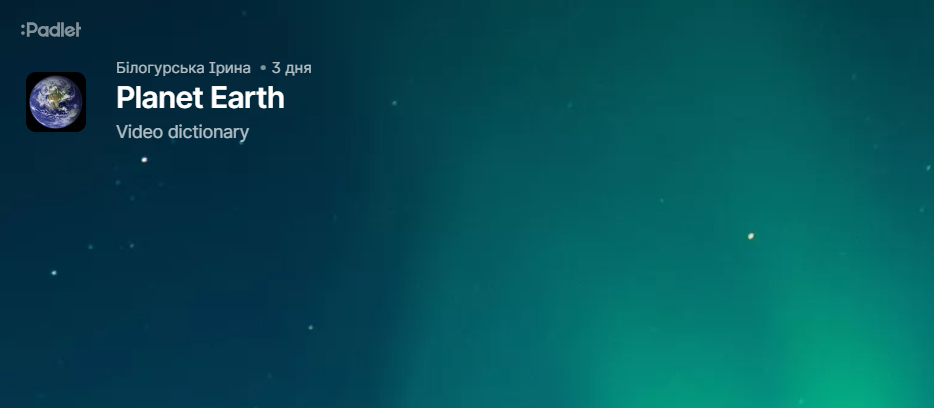 :Padlet
Білогурська Ірина • 3 дня
Planet Earth
Video dictionary